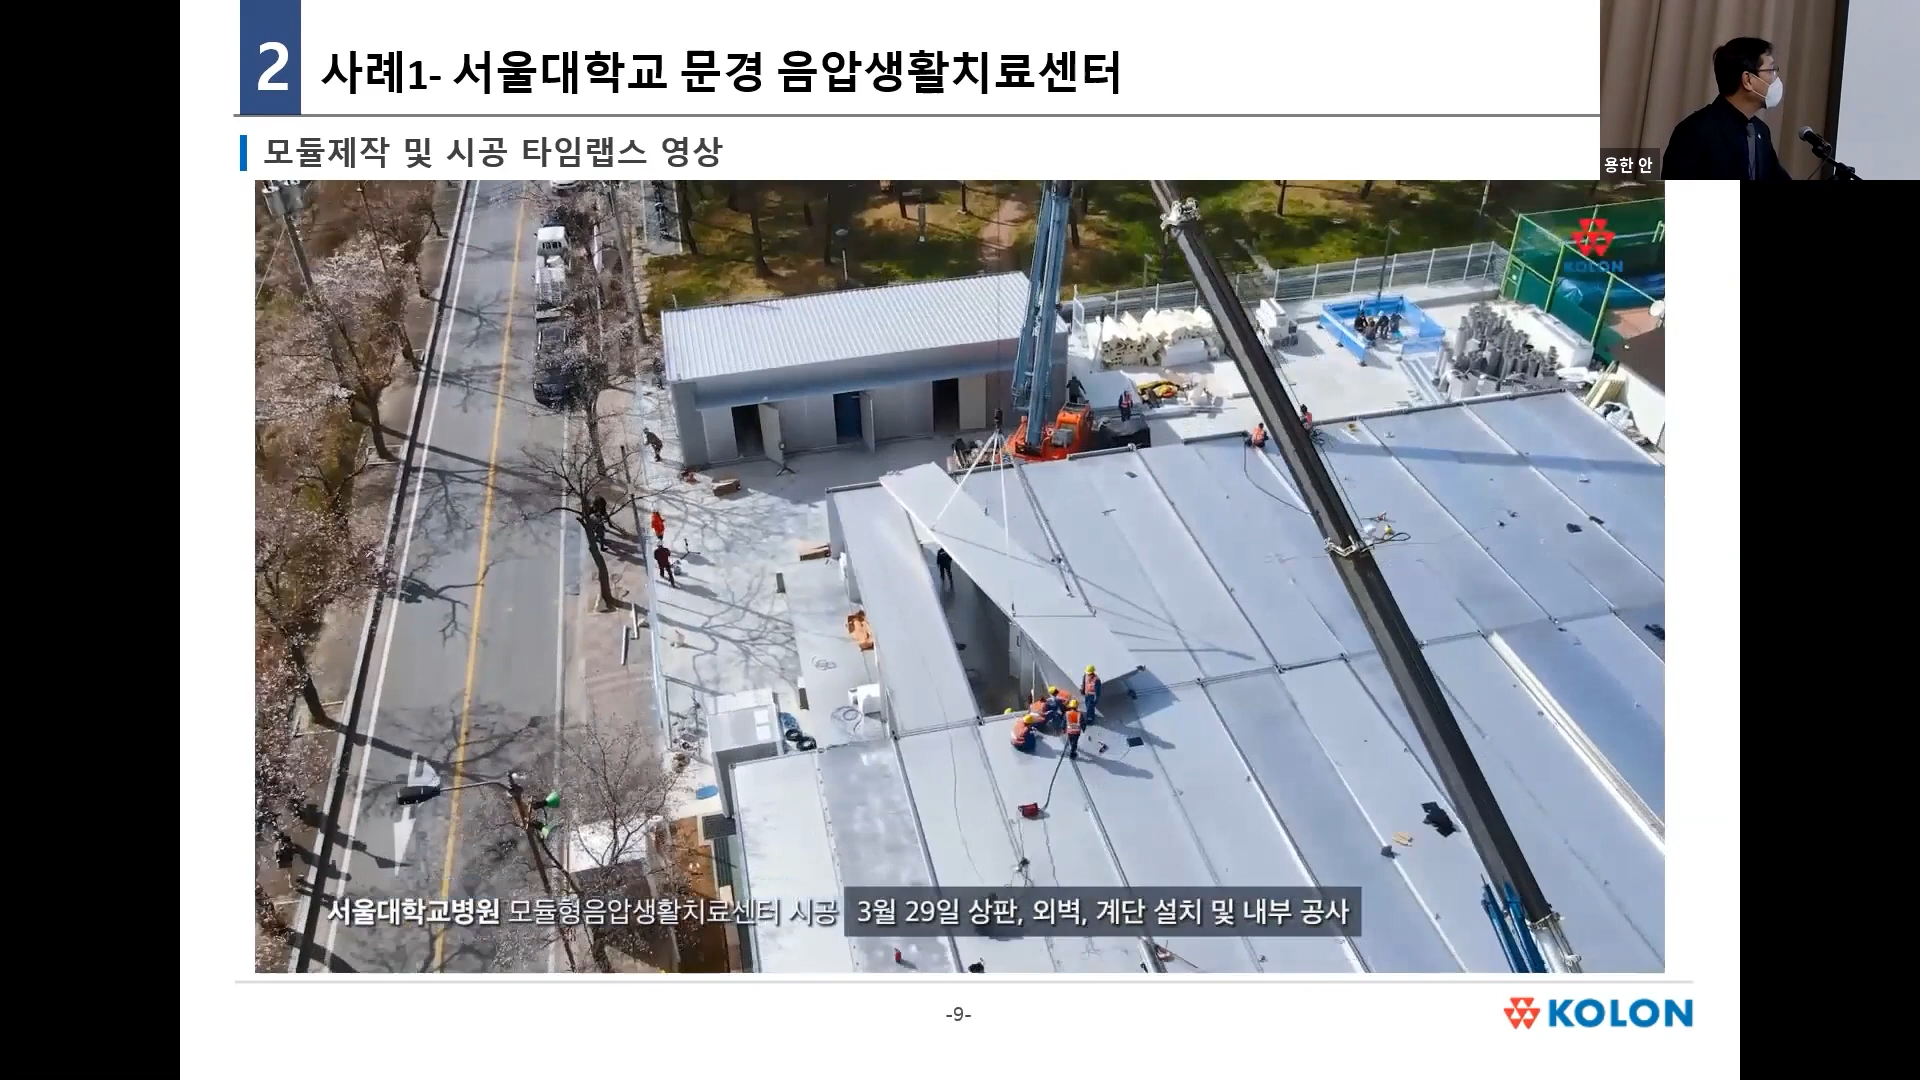 2
사례1- 서울대학교 문경 음압생활치료센터
용한 안
모듈제작 및 시공 타임랩스 영상
KOLON
서울대학교병원 모듈형음압생활치료센터 시공 3월 29일 상판, 외벽, 계단 설치 및 내부 공사
-9-
KOLON